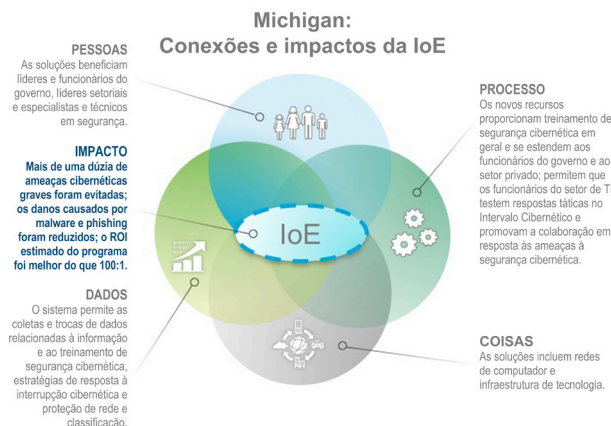 Michigan:
Conexões e impactos da IoE
PESSOAS
As soluções beneficiam
líderes e funcionários do
governo, líderes setoriais
e especialistas e técnicos
em segurança.
IMPACTO
Mais de uma dúzia de
ameaças cibernéticas
graves foram evitadas;
os danos causados por
malware e phishing
foram reduzidos; o ROI
estimado do programa
foi melhor do que 100:1.
DADOS
O sistema permite as
coletas e trocas de dados
relacionadas à informação
e ao treinamento de
segurança cibernética,
estratégias de resposta à
interrupção cibernética e
proteção de rede e
classificação.
IoE
PROCESSO
Os novos recursos
proporcionam treinamento de
segurança cibernética em
geral e se estendem aos
funcionários do governo e ao
setor privado; permitem que
os funcionários do setor de TI
testem respostas táticas no
Intervalo Cibernético e
promovam a colaboração em
resposta às ameaças à
segurança cibernética.
COISAS
As soluções incluem redes
de computador e
infraestrutura de tecnologia.